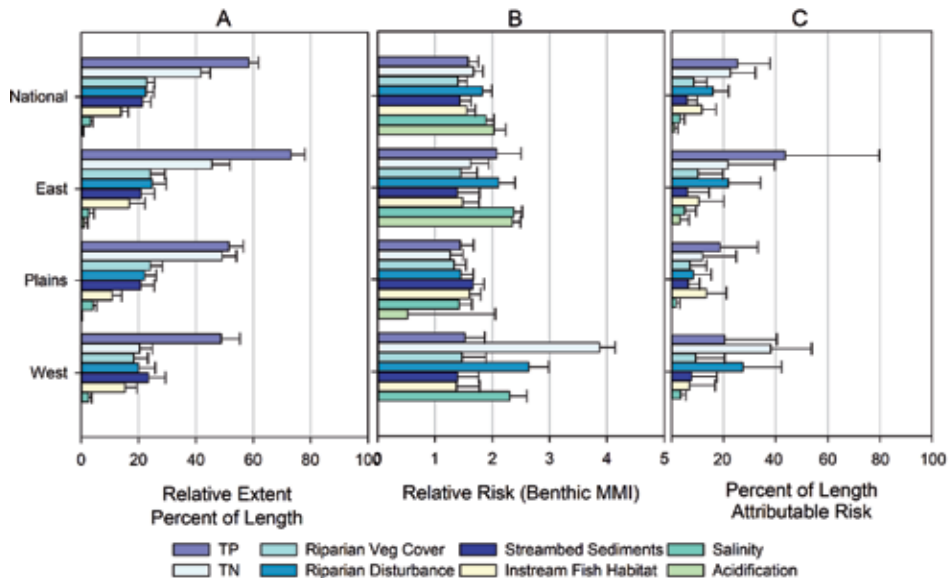 A B C
National
East
Plains
West
0 20 40 60 80 100
0 1 2 3 4 5
20 40 60 80 100
Relative Extent
Percent of Length
Relative Risk (Benthic MMI)
Percent of Length
Attributable Risk
TP Riparian Veg Cover Streambed Sediments Salinity
TN Riparian Disturbance Instream Fish Habitat Acidification